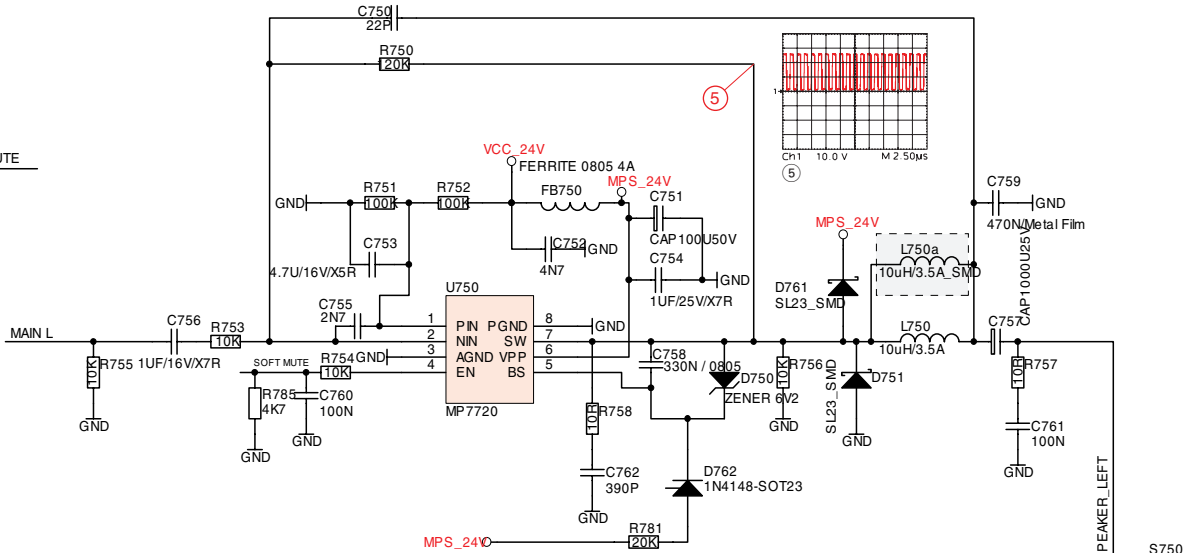 C750
22P
R750
20K
5
1
Ch1 10.0 V M 2.50µs
5
UTE
VCC_24V
FERRITE 0805 4A
MPS_24V
R751
100K
R752
100K
FB750
C751
GND
CAP100U50V
C753
4.7U/16V/X5R
C752
4N7
GND
C754
1UF/25V/X7R
GND
C759
470N/Metal Film
GND
MPS_24V
L750a
10uH/3.5A_SMD
CAP1000U25V
D761
SL23_SMD
C755
2N7
U750
1 PIN PGND 8
2 NIN SW 7
3 AGND VPP 6
4 EN BS 5
MP7720
GND
GND
MAIN L
C756
1UF/16V/X7R
R753
10K
R755
10K
GND
SOFT MUTE
R754
10K
R785
4K7
GND
C760
100N
GND
C758
330N / 0805
D750
ZENER 6V2
R756
10K
GND
SL23_SMD
D751
GND
L750
10uH/3.5A
C757
R757
10R
C761
100N
GND
R758
10R
C762
390P
GND
D762
1N4148-SOT23
MPS_24V
R781
20K
PEAKER_LEFT
S750